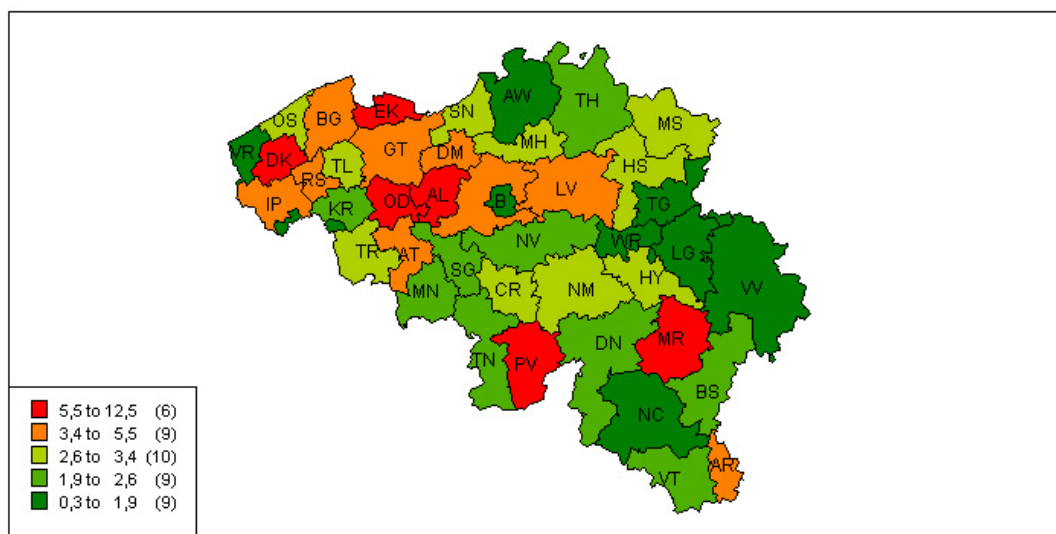 AW
TH
EK
SN
OS
BG
MS
MH
GT
VR
DM
DK
TL
HS
RS
LV
AL
IP
OD
B
TG
KR
NV
WR
TR
AT
LG
SG
HY
MN
CR
NM
VV
DN
MR
TN
PV
BS
NC
AR
VT
5,5 to 12,5 (6)
3,4 to 5,5 (9)
2,6 to 3,4 (10)
1,9 to 2,6 (9)
0,3 to 1,9 (9)